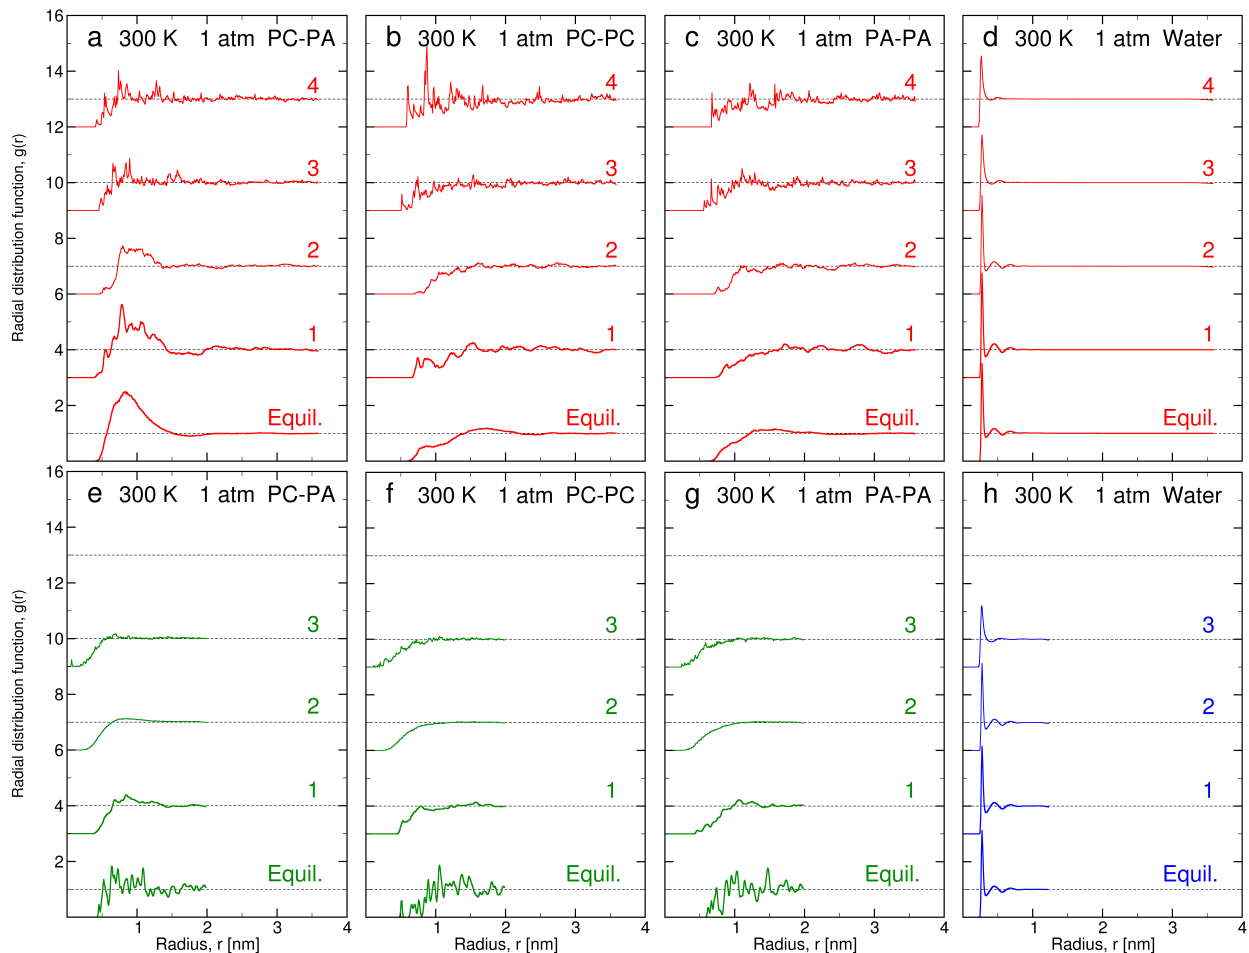 a 300 K 1 atm PC-PA
b 300 K 1 atm PC-PC
c 300 K 1 atm PA-PA
d 300 K 1 atm Water
16
14
12
10
8
6
4
2
Radial distribution function, g(r)
4
3
2
1
Equil.
4
3
2
1
Equil.
4
3
2
1
Equil.
4
3
2
1
Equil.
e 300 K 1 atm PC-PA
f 300 K 1 atm PC-PC
g 300 K 1 atm PA-PA
h 300 K 1 atm Water
16
14
12
10
8
6
4
2
Radial distribution function, g(r)
3
2
1
Equil.
3
2
1
Equil.
3
2
1
Equil.
3
2
1
Equil.
1 2 3 4
1 2 3 4
1 2 3 4
1 2 3 4
Radius, r [nm]
Radius, r [nm]
Radius, r [nm]
Radius, r [nm]